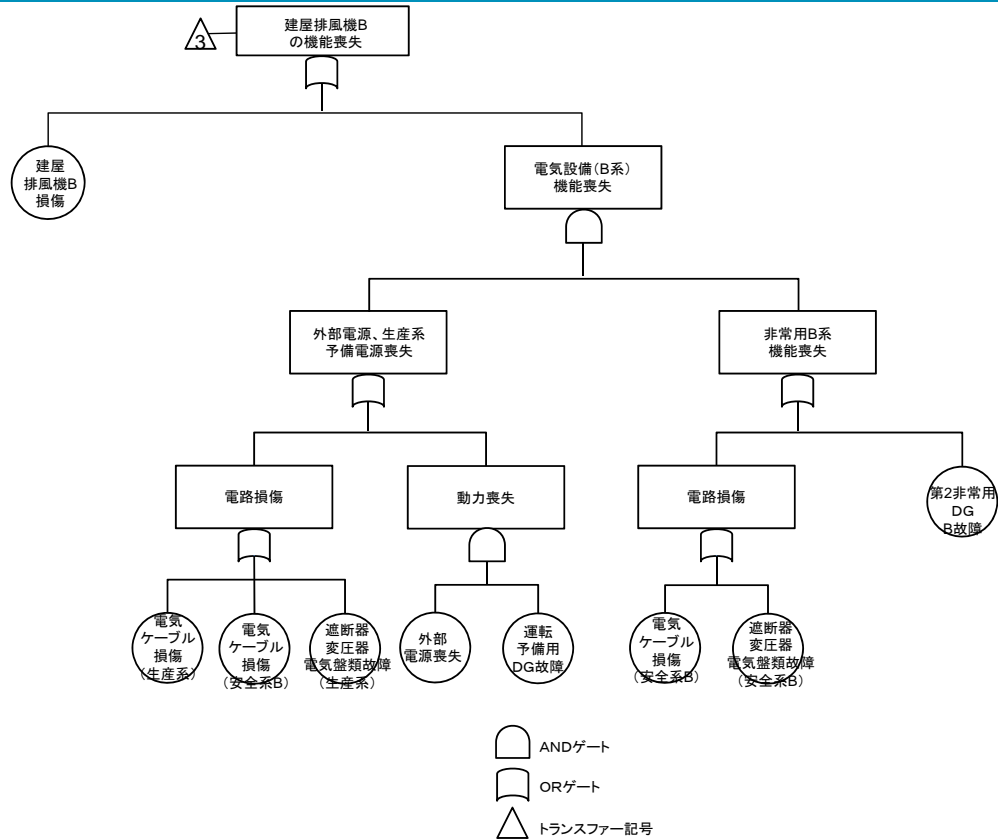 3
建屋排風機B
の機能喪失
建屋
排風機B
損傷
電気設備（B系）
機能喪失
外部電源、生産系
予備電源喪失
非常用B系
機能喪失
電路損傷
動力喪失
電路損傷
第2非常用
DG
B故障
電気
ケーブル
損傷
（生産系）
電気
ケーブル
損傷
（安全系B）
遮断器
変圧器
電気盤類故障
（生産系）
外部
電源喪失
運転
予備用
DG故障
電気
ケーブル
損傷
（安全系B）
遮断器
変圧器
電気盤類故障
（安全系B）
ANDゲート
ORゲート
トランスファー記号